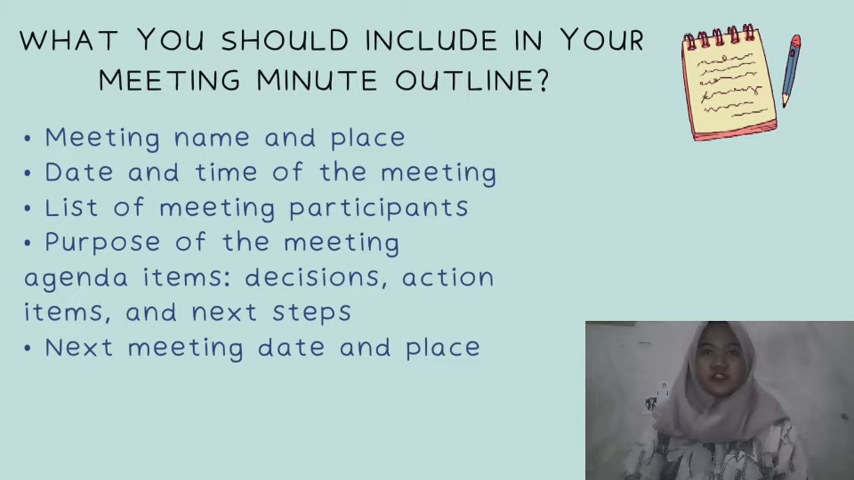 WHAT YOU SHOULD INCLUDE IN YOUR
MEETING MINUTE OUTLINE?
• Meeting name and place
• Date and time of the meeting
• List of meeting participants
• Purpose of the meeting
agenda items: decisions, action
items, and next steps
• Next meeting date and place